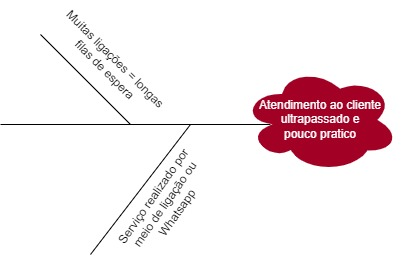 Muitas ligações = longas
filas de espera
Atendimento ao cliente
ultrapassado e
pouco pratico
Serviço realizado por
meio de ligação ou
Whatsapp